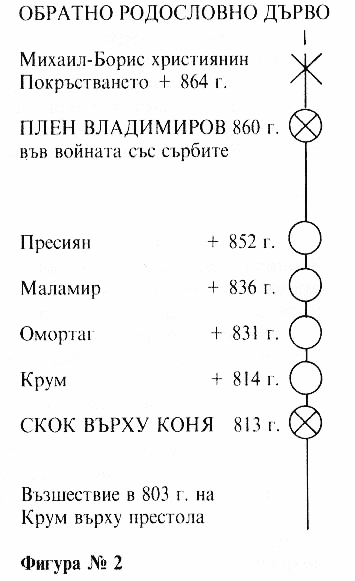 ОБРАТНО РОДОСЛОВНО ДЪРВО
Михаил-Борис християнин
Покръстването + 864 г.
ПЛЕН ВЛАДИМИРОВ 860 г.
във войната със сърбите
Пресиян + 852 г.
Маламир + 836 г.
Омортаг + 831 г.
Крум + 814 г.
СКОК ВЪРХУ КОНЯ 813 г.
Възшествие в 803 г. на
Крум върху престола
Фигура № 2